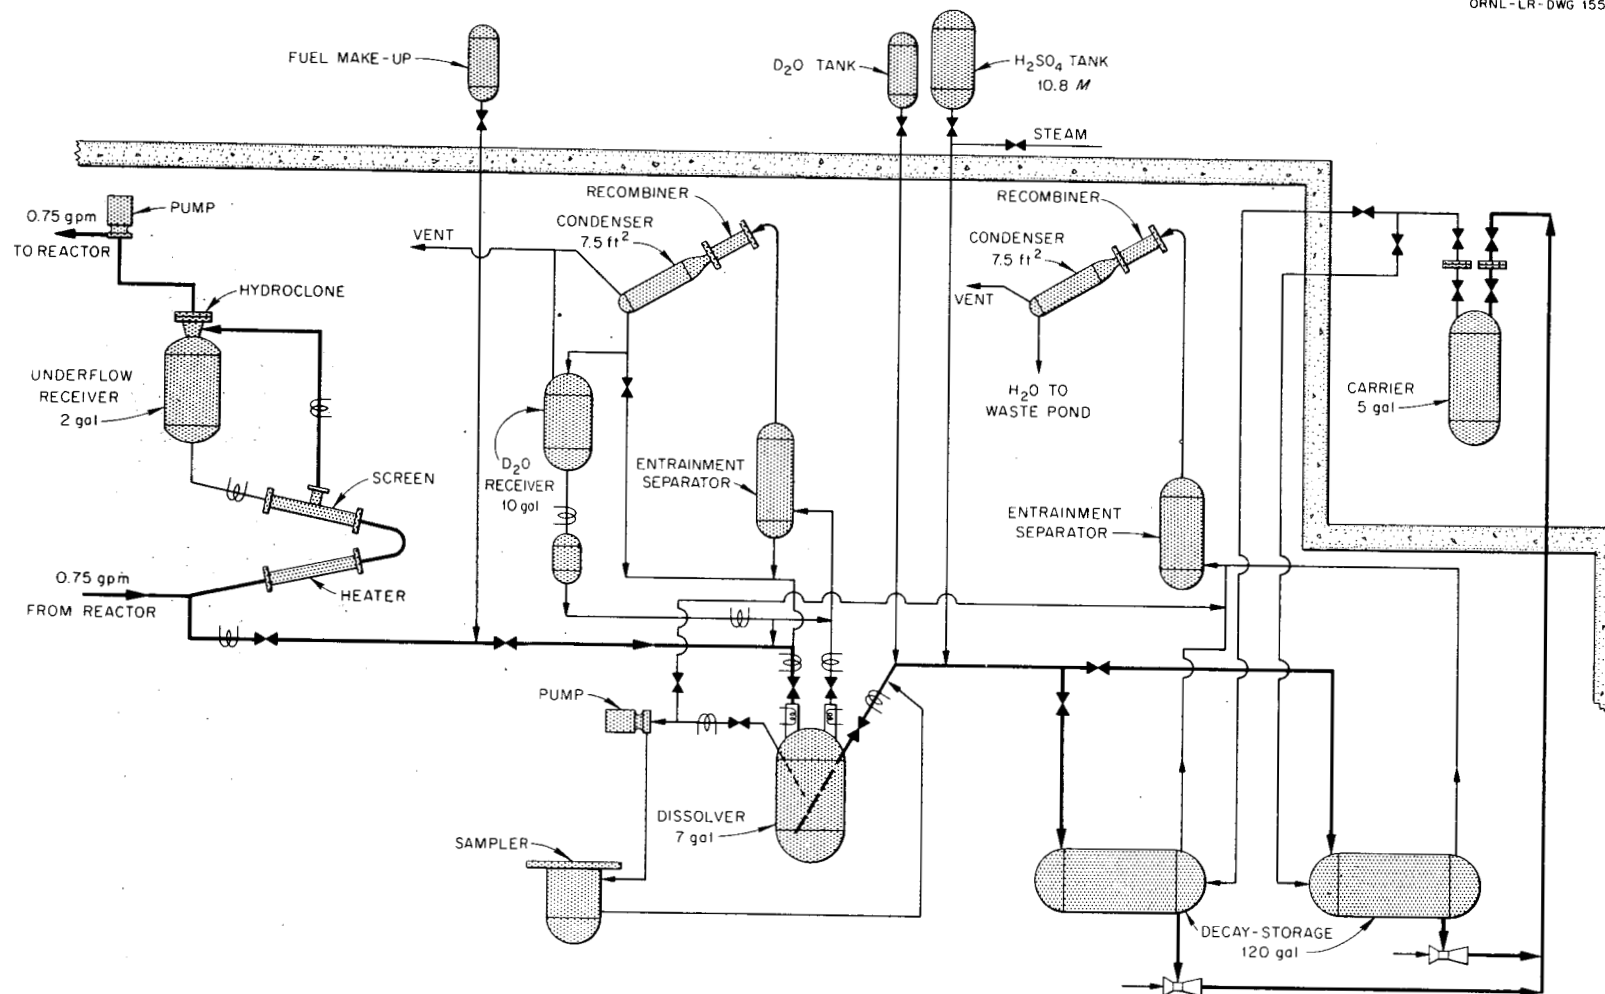 ORNL-LR-DWG 155
FUEL MAKE-UP
D₂O TANK
H₂SO₄ TANK
10.8 M
STEAM
0.75 gpm
TO REACTOR
PUMP
HYDROCLONE
UNDERFLOW
RECEIVER
2 gal
SCREEN
HEATER
0.75 gpm
FROM REACTOR
VENT
RECOMBINER
CONDENSER
7.5 ft²
D₂O
RECEIVER
10 gal
ENTRAINMENT
SEPARATOR
RECOMBINER
CONDENSER
7.5 ft²
VENT
H₂O TO
WASTE POND
ENTRAINMENT
SEPARATOR
CARRIER
5 gal
PUMP
SAMPLER
DISSOLVER
7 gal
DECAY-STORAGE
120 gal